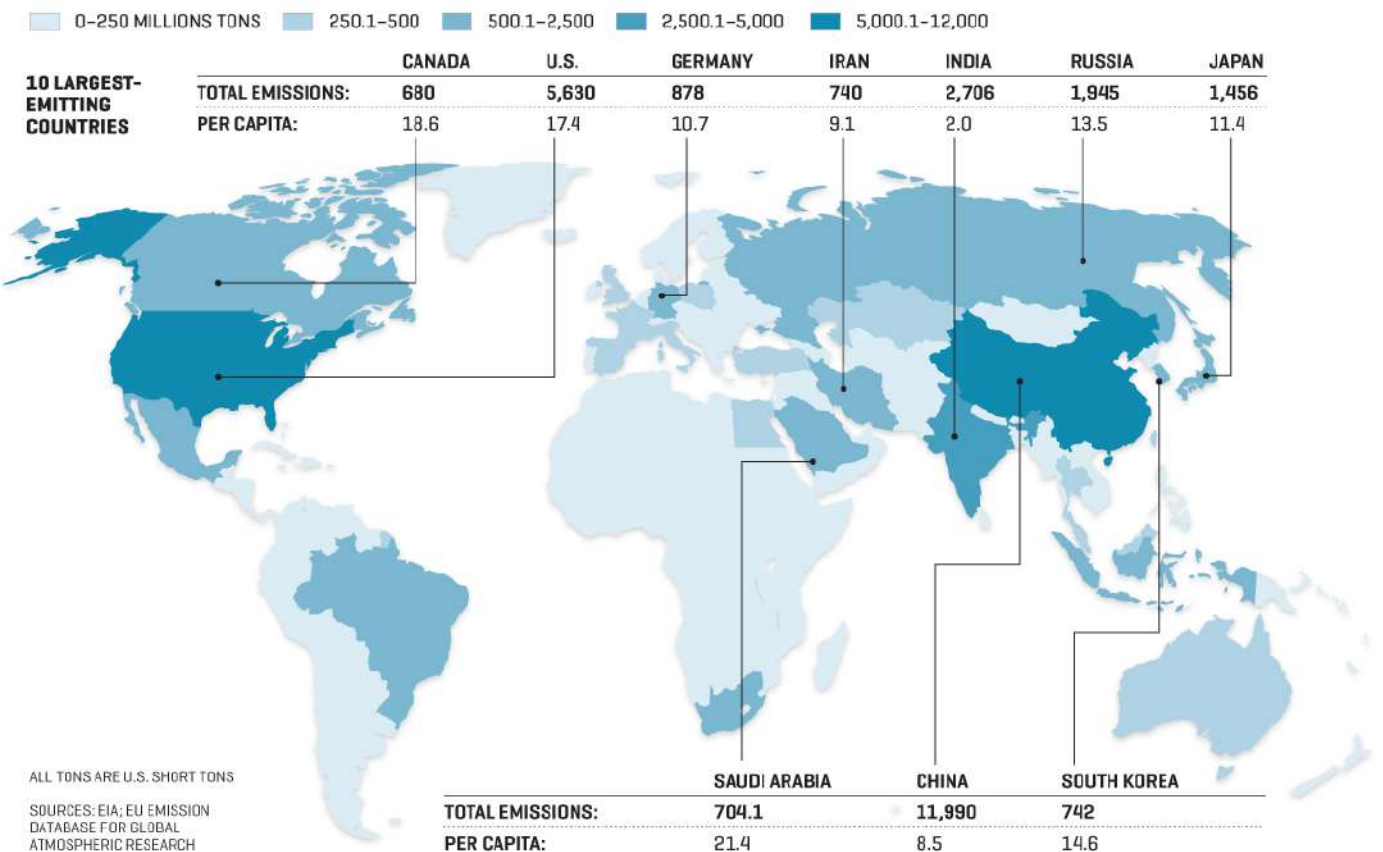 0–250 MILLIONS TONS 250.1–500 500.1–2,500 2,500.1–5,000 5,000.1–12,000
10 LARGEST-
EMITTING
COUNTRIES
CANADA U.S. GERMANY IRAN INDIA RUSSIA JAPAN
TOTAL EMISSIONS: 680 5,630 878 740 2,706 1,945 1,456
PER CAPITA: 18.6 17.4 10.7 9.1 2.0 13.5 11.4
SAUDI ARABIA CHINA SOUTH KOREA
TOTAL EMISSIONS: 704.1 11,990 742
PER CAPITA: 21.4 8.5 14.6
ALL TONS ARE U.S. SHORT TONS
SOURCES: EIA; EU EMISSION
DATABASE FOR GLOBAL
ATMOSPHERIC RESEARCH